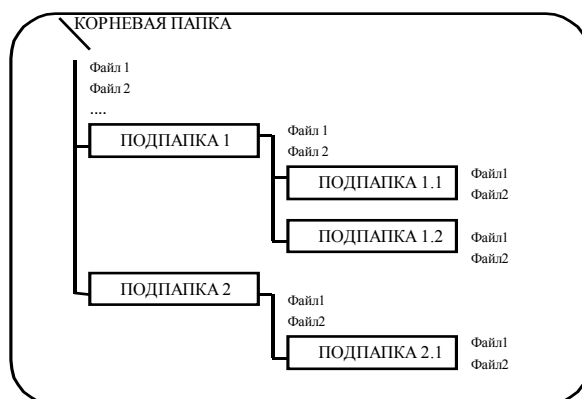 КОРНЕВАЯ ПАПКА
Файл 1
Файл 2
....
ПОДПАПКА 1
Файл 1
Файл 2
ПОДПАПКА 1.1
Файл1
Файл2
ПОДПАПКА 1.2
Файл1
Файл2
ПОДПАПКА 2
Файл1
Файл2
ПОДПАПКА 2.1
Файл1
Файл2